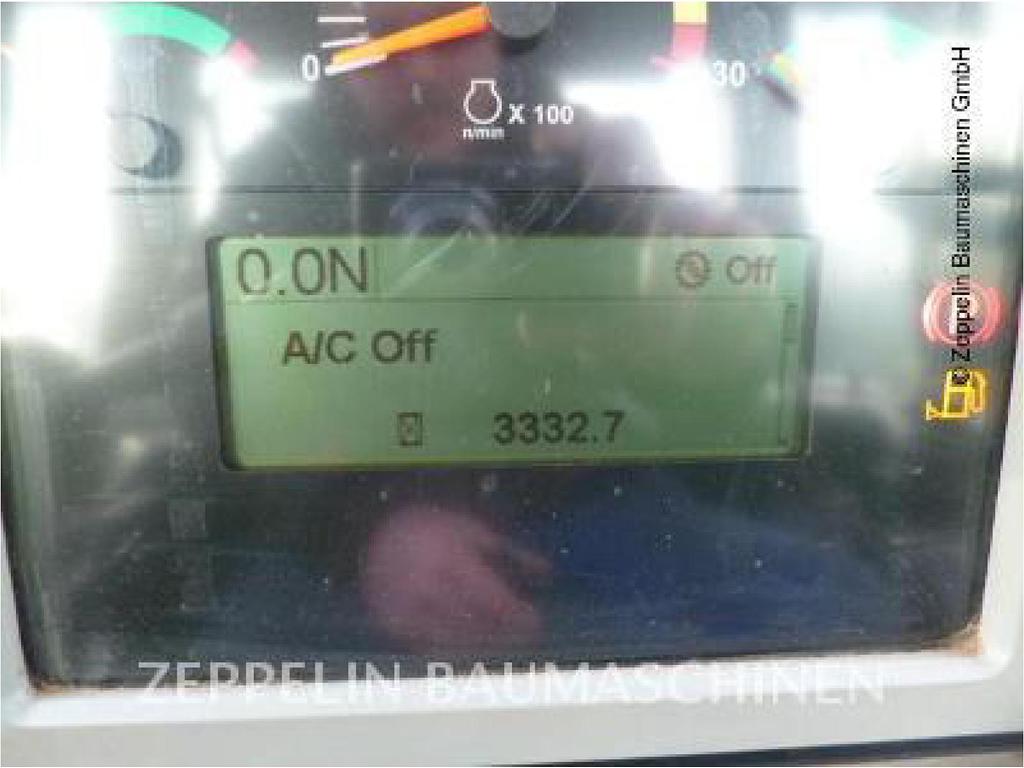 0
30
n/min X 100
0.0N
Off
A/C Off
3332.7
© Zeppelin Baumaschinen GmbH
ZEPPELIN BAUMASCHINEN